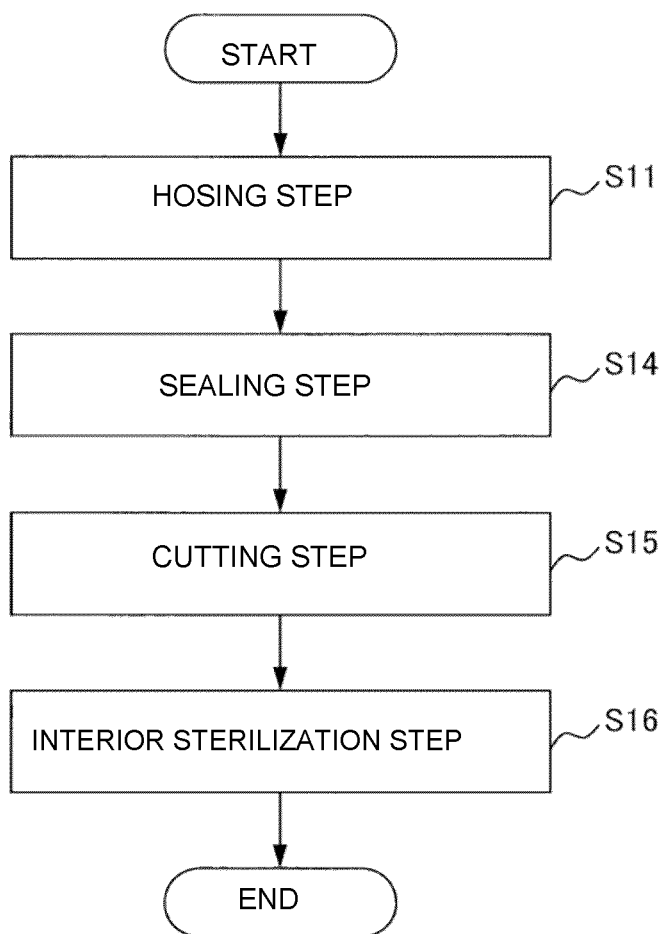 START
HOSING STEP
S11
SEALING STEP
S14
CUTTING STEP
S15
INTERIOR STERILIZATION STEP
S16
END